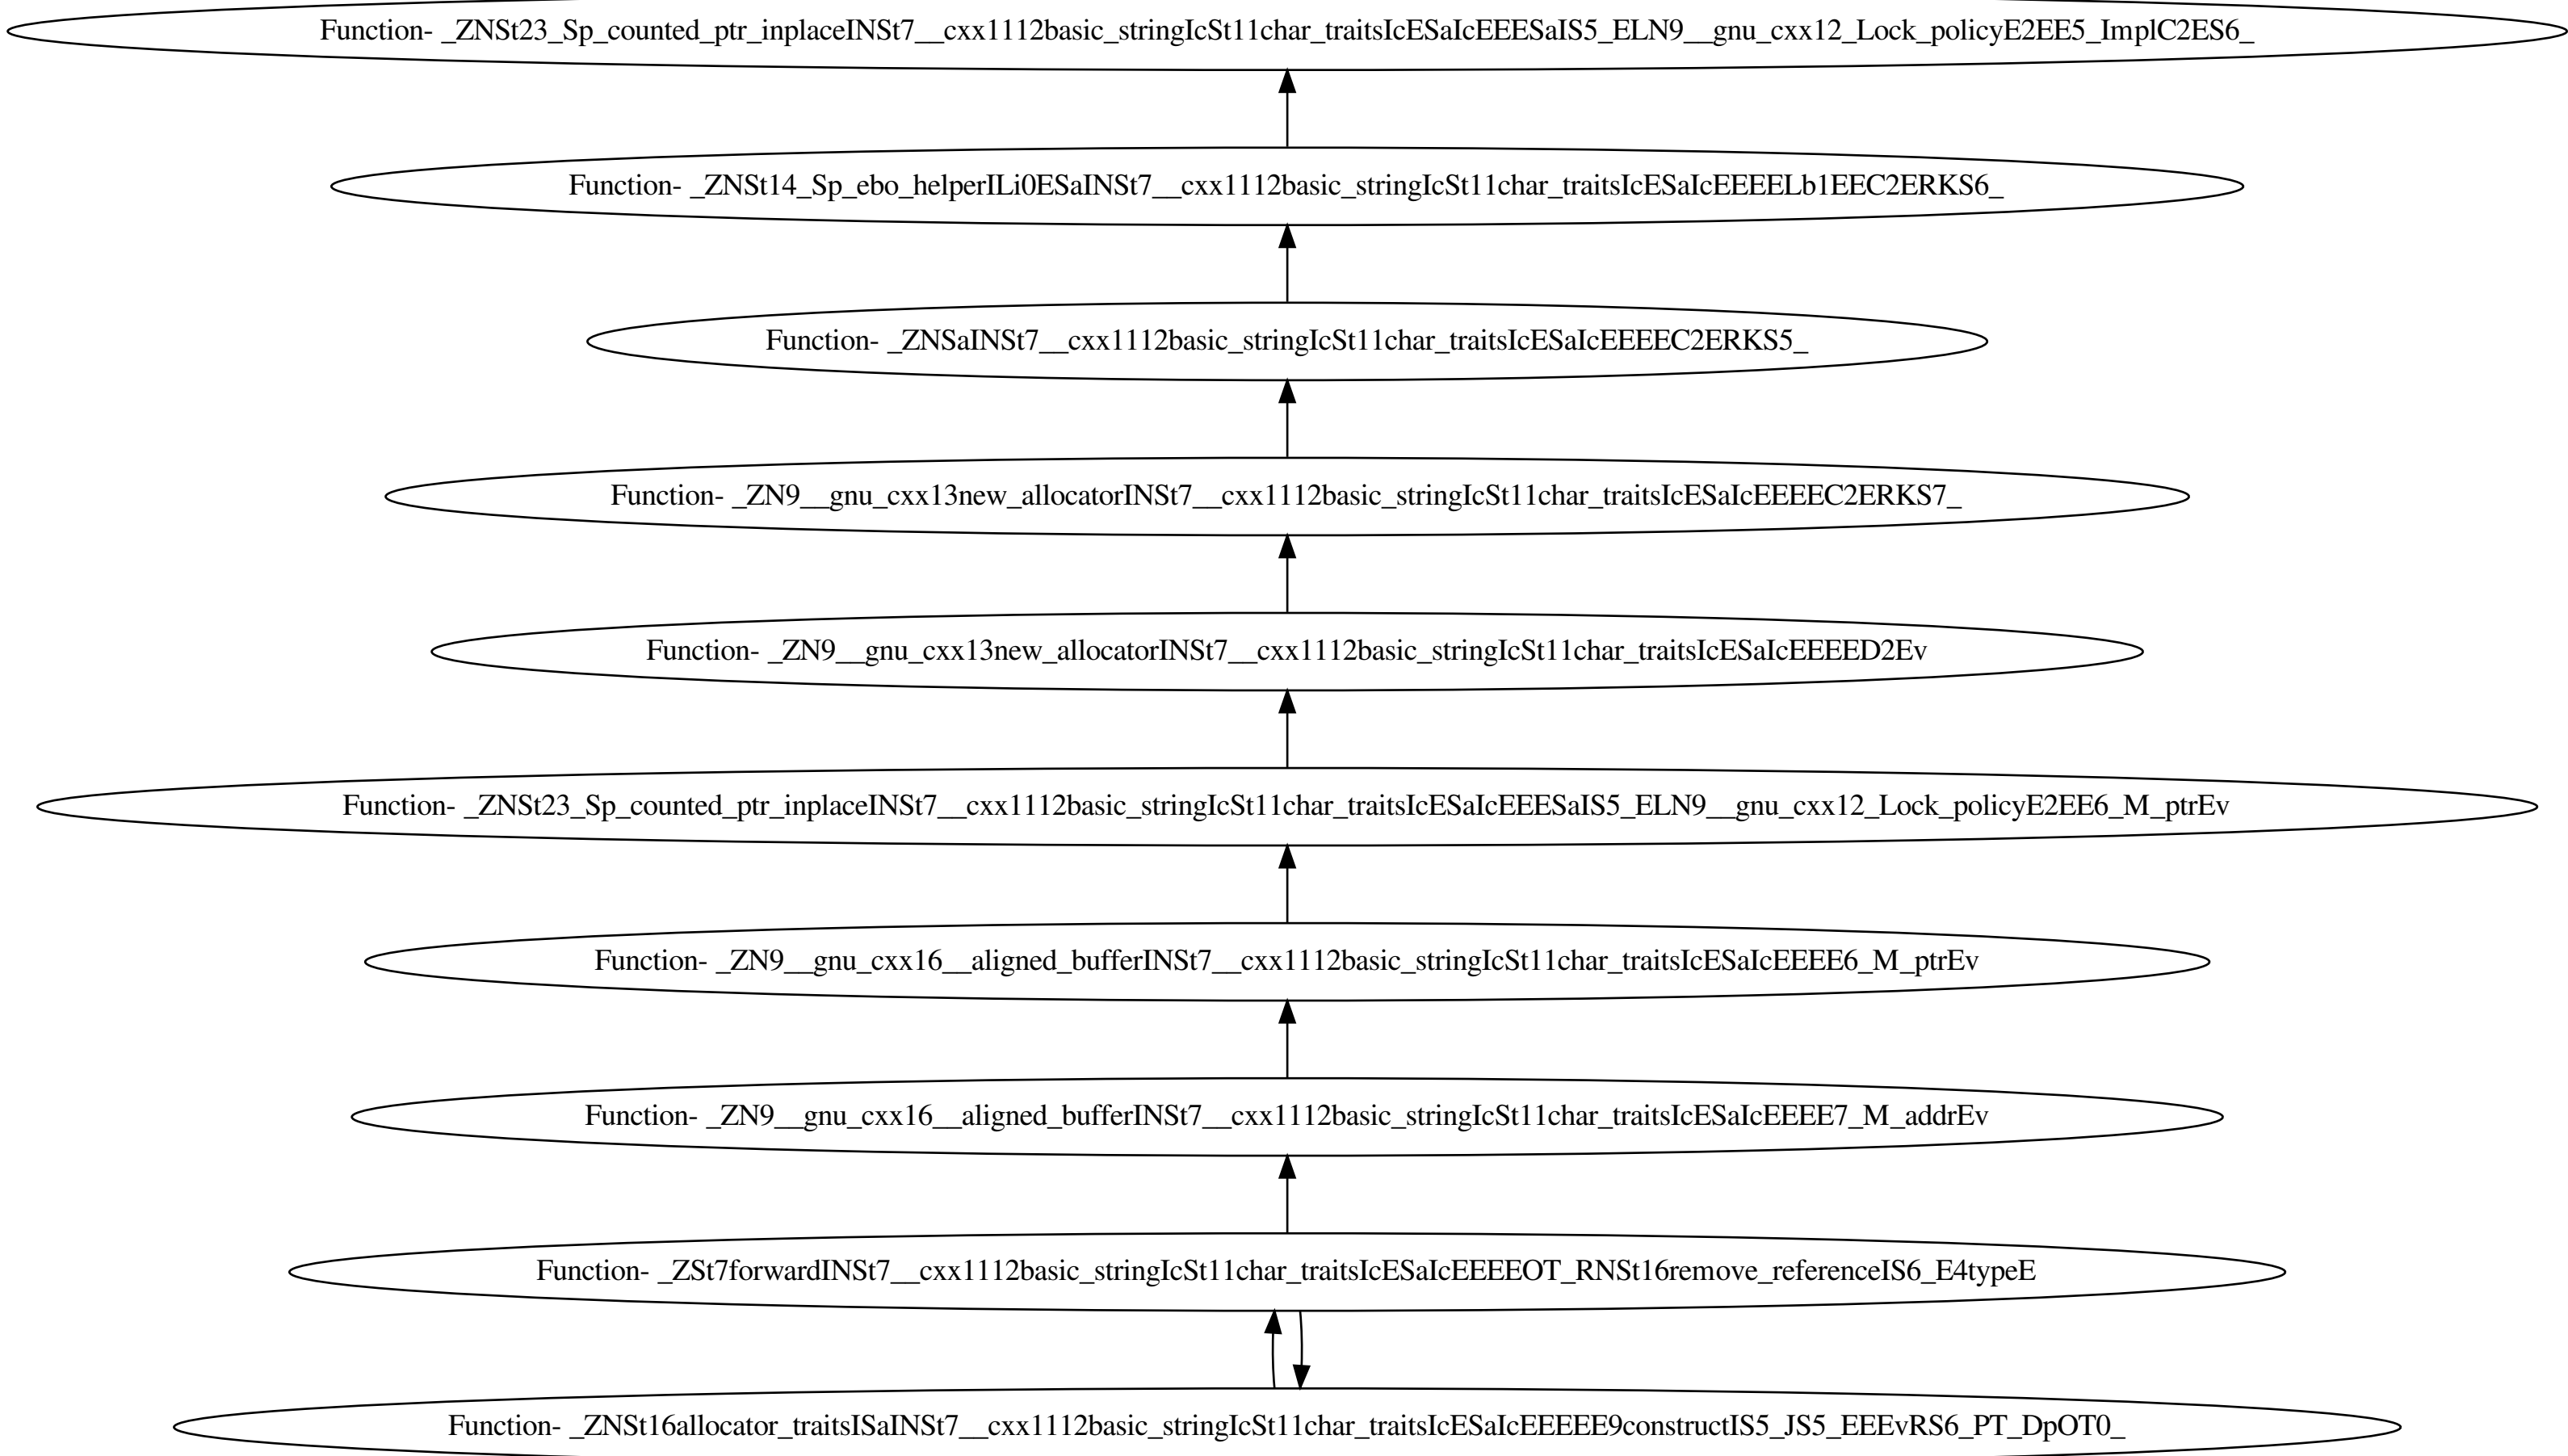 Function- _ZNSt23_Sp_counted_ptr_inplaceINSt7__cxx1112basic_stringIcSt11char_traitsIcESaIcEEESaIS5_ELN9__gnu_cxx12_Lock_policyE2EE5_ImplC2ES6_
Function- _ZNSt14_Sp_ebo_helperILi0ESaINSt7__cxx1112basic_stringIcSt11char_traitsIcESaIcEEEELb1EEC2ERKS6_
Function- _ZNSaINSt7__cxx1112basic_stringIcSt11char_traitsIcESaIcEEEEC2ERKS5_
Function- _ZN9__gnu_cxx13new_allocatorINSt7__cxx1112basic_stringIcSt11char_traitsIcESaIcEEEEC2ERKS7_
Function- _ZN9__gnu_cxx13new_allocatorINSt7__cxx1112basic_stringIcSt11char_traitsIcESaIcEEEED2Ev
Function- _ZNSt23_Sp_counted_ptr_inplaceINSt7__cxx1112basic_stringIcSt11char_traitsIcESaIcEEESaIS5_ELN9__gnu_cxx12_Lock_policyE2EE6_M_ptrEv
Function- _ZN9__gnu_cxx16__aligned_bufferINSt7__cxx1112basic_stringIcSt11char_traitsIcESaIcEEEE6_M_ptrEv
Function- _ZN9__gnu_cxx16__aligned_bufferINSt7__cxx1112basic_stringIcSt11char_traitsIcESaIcEEEE7_M_addrEv
Function- _ZSt7forwardINSt7__cxx1112basic_stringIcSt11char_traitsIcESaIcEEEEOT_RNSt16remove_referenceIS6_E4typeE
Function- _ZNSt16allocator_traitsISaINSt7__cxx1112basic_stringIcSt11char_traitsIcESaIcEEEEE9constructIS5_JS5_EEEvRS6_PT_DpOT0_